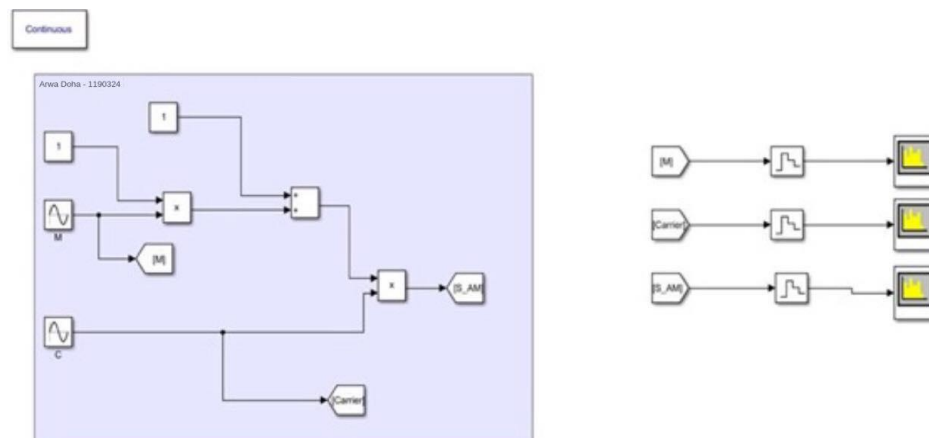 Continuous
Arwa Doha - 1190324
1
1
M
x
[M]
+
+
x
[S_AM]
C
[Carrier]
[M]
[Carrier]
[S_AM]